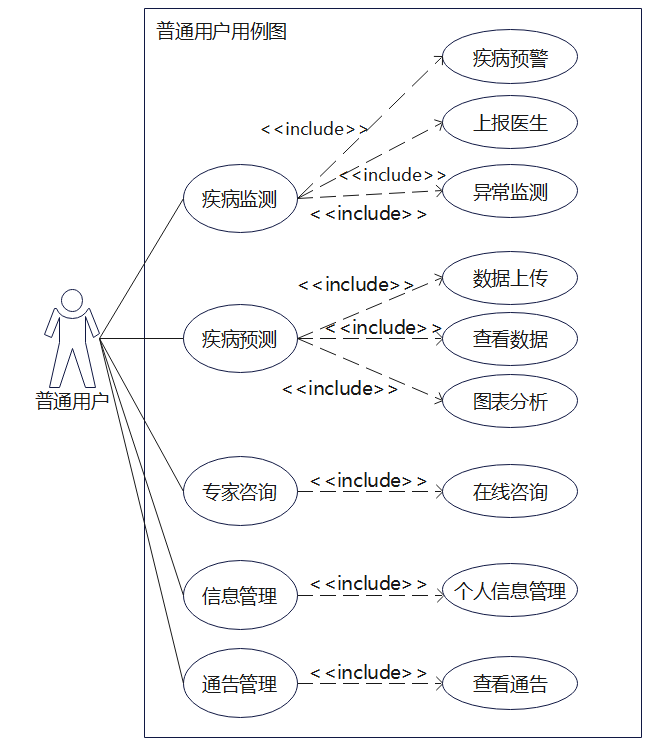 普通用户用例图
疾病预警
<<include>>
上报医生
<<include>>
疾病监测
异常监测
<<include>>
数据上传
<<include>>
疾病预测
<<include>>
查看数据
<<include>>
图表分析
普通用户
专家咨询
<<include>>
在线咨询
信息管理
<<include>>
个人信息管理
通告管理
<<include>>
查看通告